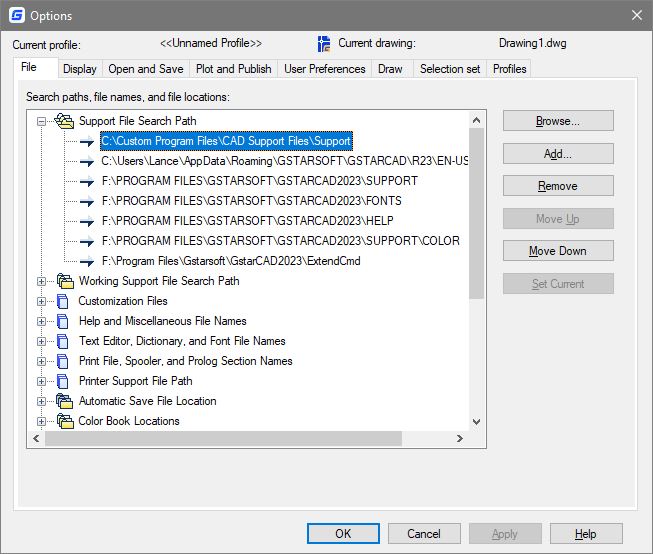 Options
Current profile: <<Unnamed Profile>> Current drawing: Drawing1.dwg
File Display Open and Save Plot and Publish User Preferences Draw Selection set Profiles
Search paths, file names, and file locations:
Support File Search Path
C:\Custom Program Files\CAD Support Files\Support
C:\Users\Lance\AppData\Roaming\GSTARSOFT\GSTARCAD\R23\EN-US
F:\PROGRAM FILES\GSTARSOFT\GSTARCAD2023\SUPPORT
F:\PROGRAM FILES\GSTARSOFT\GSTARCAD2023\FONTS
F:\PROGRAM FILES\GSTARSOFT\GSTARCAD2023\HELP
F:\PROGRAM FILES\GSTARSOFT\GSTARCAD2023\SUPPORT\COLOR
F:\Program Files\Gstarsoft\GstarCAD2023\ExtendCmd
Working Support File Search Path
Customization Files
Help and Miscellaneous File Names
Text Editor, Dictionary, and Font File Names
Print File, Spooler, and Prolog Section Names
Printer Support File Path
Automatic Save File Location
Color Book Locations
Browse...
Add...
Remove
Move Up
Move Down
Set Current
OK Cancel Apply Help